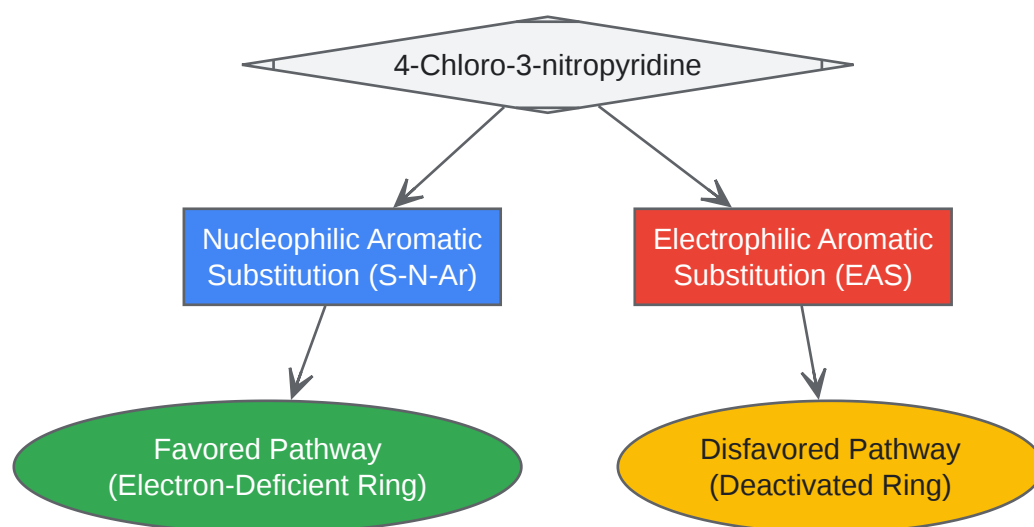 4-Chloro-3-nitropyridine
Nucleophilic Aromatic
Substitution (S-N-Ar)
Electrophilic Aromatic
Substitution (EAS)
Favored Pathway
(Electron-Deficient Ring)
Disfavored Pathway
(Deactivated Ring)